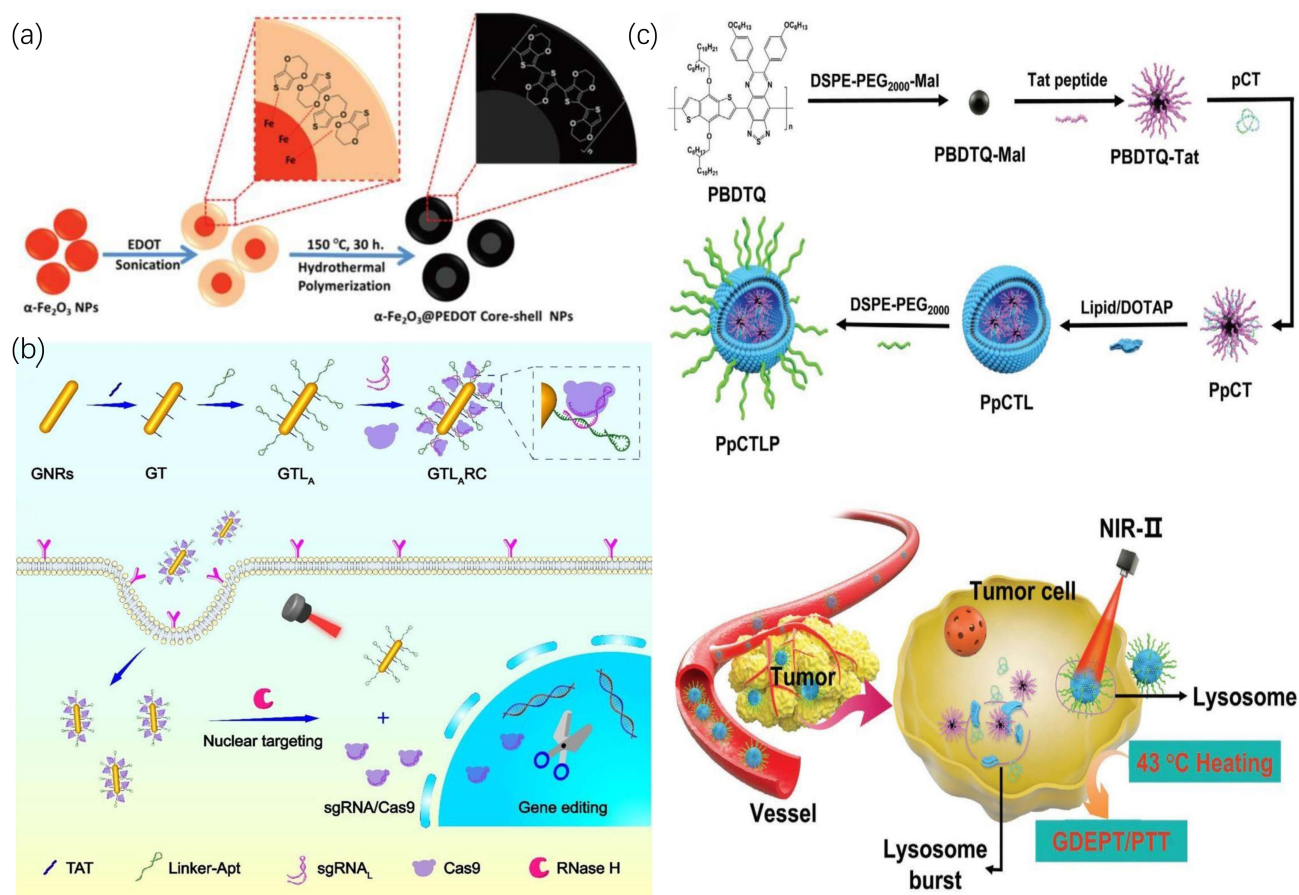 (a)
S
S
S
S
O
O
O
O
Fe
Fe
Fe
n
α-Fe₂O₃ NPs
EDOT
Sonication
150 °C, 30 h.
Hydrothermal
Polymerization
α-Fe₂O₃@PEDOT Core-shell NPs
(b)
GNRs
GT
GTL_A
GTL_ARC
Nuclear targeting
+
sgRNA/Cas9
Gene editing
TAT
Linker-Apt
sgRNA_L
Cas9
RNase H
(c)
OC₆H₁₃
OC₆H₁₃
C₁₀H₂₁
C₈H₁₇
O
S
N
N
S
n
N
S
N
O
C₈H₁₇
C₁₀H₂₁
PBDTQ
DSPE-PEG₂₀₀₀-Mal
PBDTQ-Mal
Tat peptide
PBDTQ-Tat
pCT
PpCT
Lipid/DOTAP
PpCTL
DSPE-PEG₂₀₀₀
PpCTLP
NIR-II
Tumor cell
Tumor
Lysosome
Vessel
43 °C Heating
GDEPT/PTT
Lysosome
burst